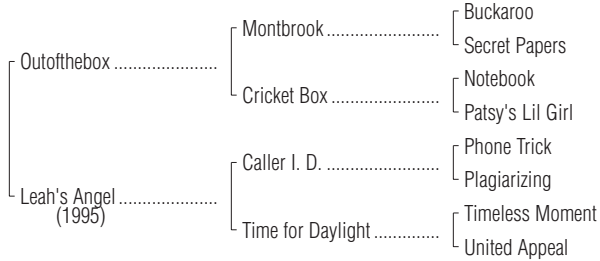 Buckaroo
Montbrook ........................
Secret Papers
Outofthebox ......................
Notebook
Cricket Box .......................
Patsy's Lil Girl
Phone Trick
Caller I. D. ........................
Plagiarizing
Leah's Angel .....................
(1995)
Timeless Moment
Time for Daylight ..............
United Appeal